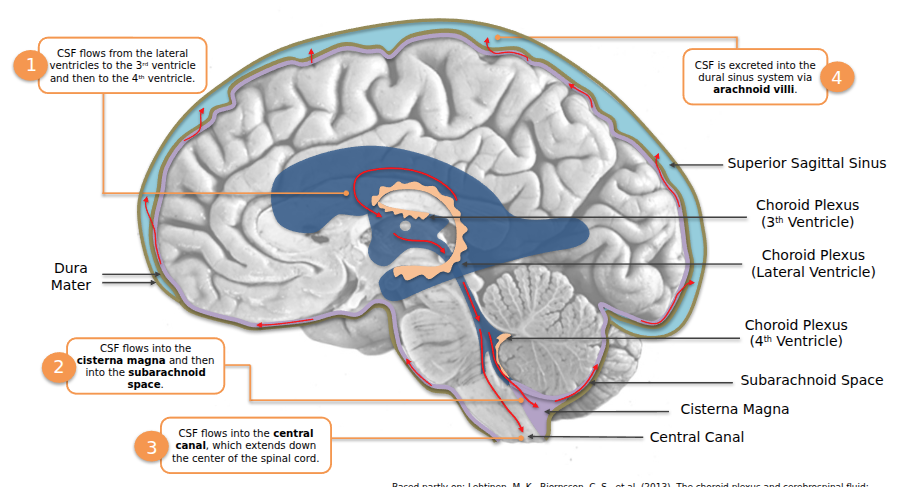 1
CSF flows from the lateral
ventricles to the 3rd ventricle
and then to the 4th ventricle.
CSF is excreted into the
dural sinus system via
arachnoid villi.
4
Superior Sagittal Sinus
Choroid Plexus
(3th Ventricle)
Choroid Plexus
(Lateral Ventricle)
Dura
Mater
Choroid Plexus
(4th Ventricle)
2
CSF flows into the
cisterna magna and then
into the subarachnoid
space.
Subarachnoid Space
Cisterna Magna
Central Canal
3
CSF flows into the central
canal, which extends down
the center of the spinal cord.
Based partly on: Lehtinen, M. K., Bjornsson, C. S., et al. (2013). The choroid plexus and cerebrospinal fluid: